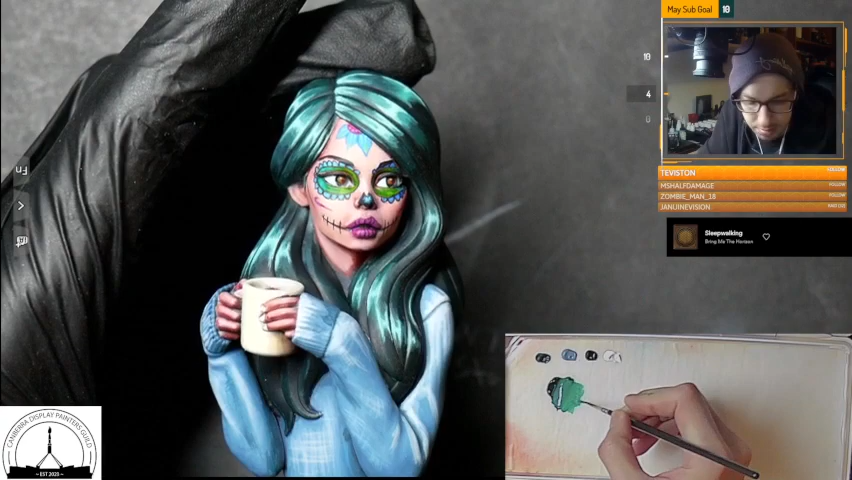 May Sub Goal
10
10
4
TEVISTON
FOLLOW
MSHALFDAMAGE
FOLLOW
ZOMBIE_MAN_18
FOLLOW
JANUINEVISION
Sleepwalking
Bring Me The Horizon
CANBERRA DISPLAY PAINTERS GUILD
~ EST 2020 ~